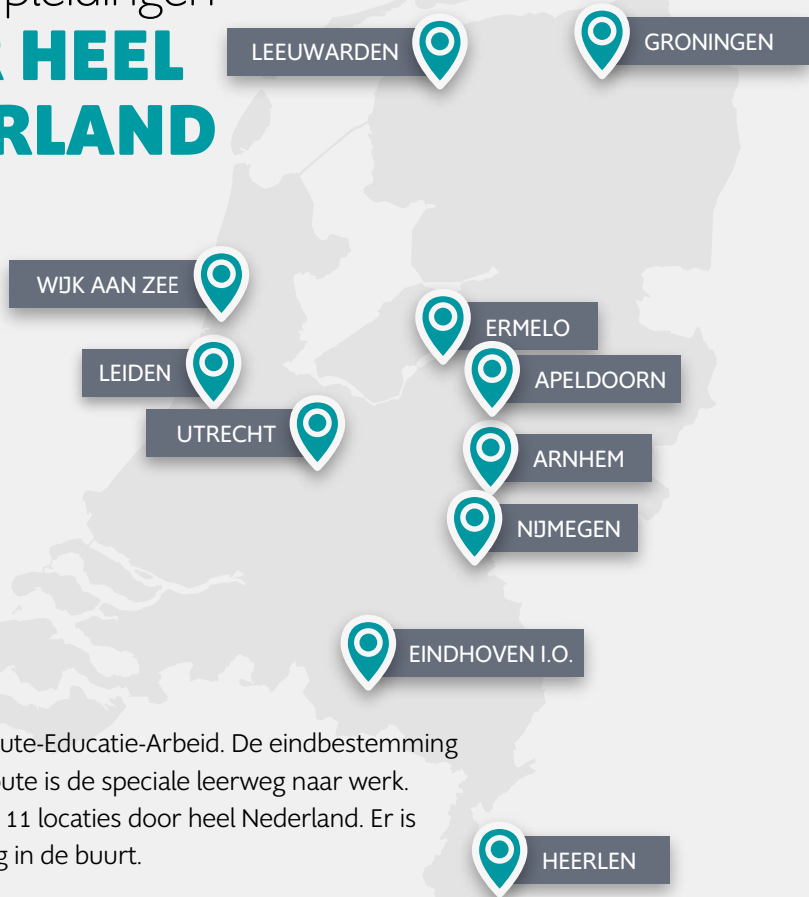 pleidingen
HEEL
RLAND
LEEUWARDEN
GRONINGEN
WIJK AAN ZEE
ERMELO
LEIDEN
APELDOORN
UTRECHT
ARNHEM
NIJMEGEN
EINDHOVEN I.O.
ute-Educatie-Arbeid. De eindbestemming
oute is de speciale leerweg naar werk.
11 locaties door heel Nederland. Er is
g in de buurt.
HEERLEN